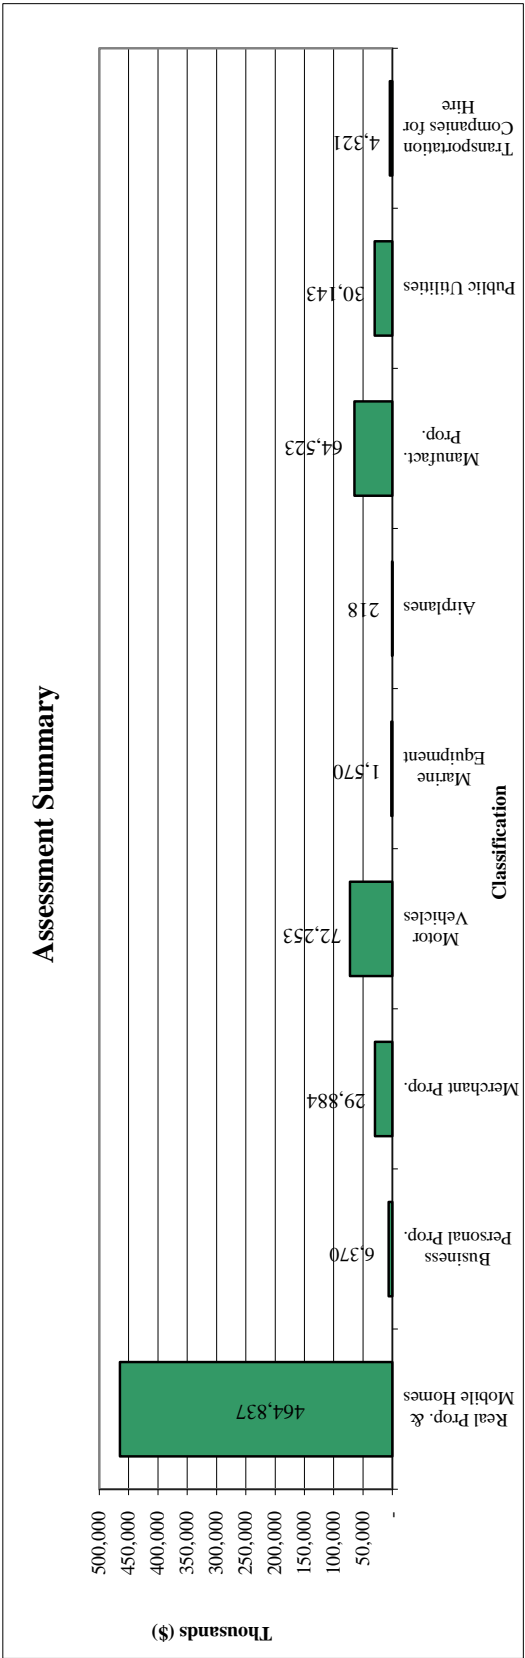 Assessment Summary
Thousands ($)
500,000
450,000
400,000
350,000
300,000
250,000
200,000
150,000
100,000
50,000
-
464,837
6,370
29,884
72,253
1,570
218
64,523
30,143
4,321
Real Prop. &
Mobile Homes
Business
Personal Prop.
Merchant Prop.
Motor
Vehicles
Marine
Equipment
Airplanes
Manufact.
Prop.
Public Utilities
Transportation
Companies for
Hire
Classification